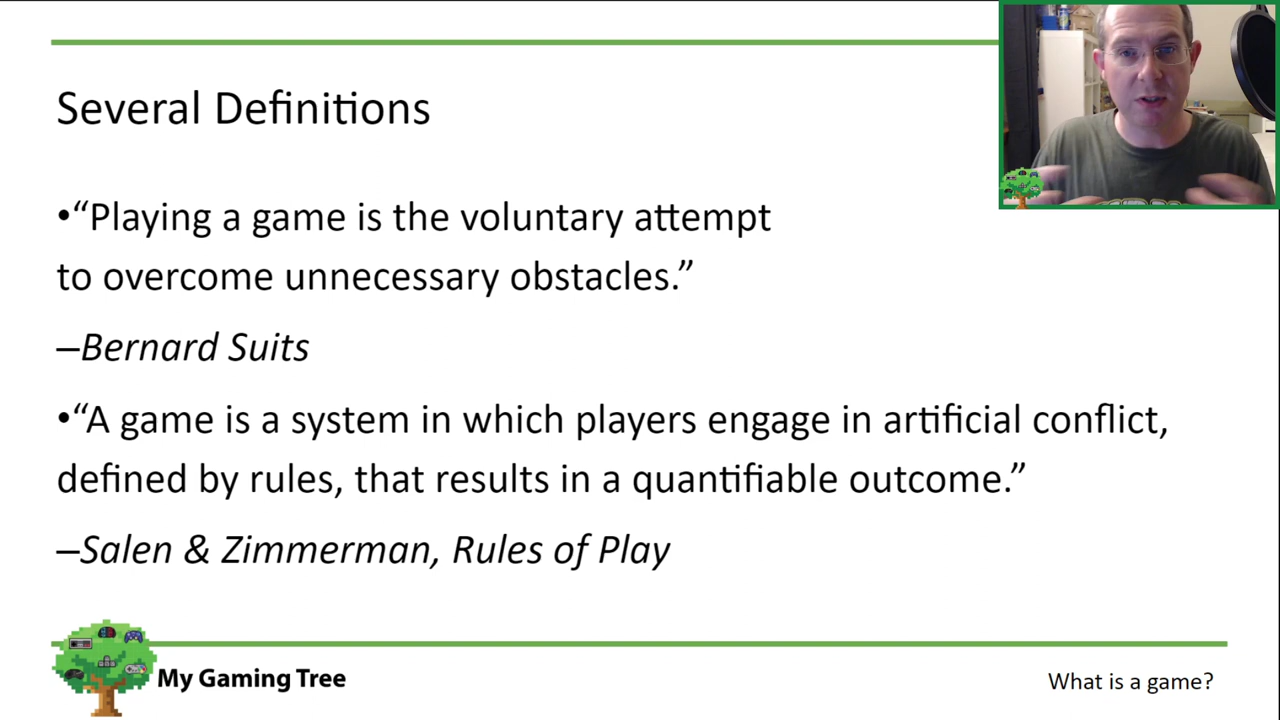 Several Definitions
•“Playing a game is the voluntary attempt
to overcome unnecessary obstacles.”
–Bernard Suits
•“A game is a system in which players engage in artificial conflict,
defined by rules, that results in a quantifiable outcome.”
–Salen & Zimmerman, Rules of Play
My Gaming Tree
What is a game?